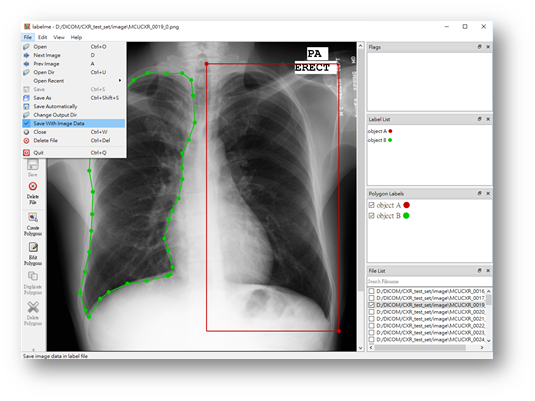 labelme - D:/DICOM/CXR_test_set/image\MCUCXR_0019_0.png
File Edit View Help
Open Ctrl+O
Next Image D
Prev Image A
Open Dir Ctrl+U
Open Recent
Save Ctrl+S
Save As Ctrl+Shift+S
Save Automatically
Change Output Dir
Save With Image Data
Close Ctrl+W
Delete File Ctrl+Del
Quit Ctrl+Q
Save
Delete
File
Create
Polygons
Edit
Polygons
Duplicate
Polygons
Delete
Polygons
PA
ERECT
Flags
Label List
object A
object B
Polygon Labels
object A
object B
File List
Search Filename
D:/DICOM/CXR_test_set/image\MCUCXR_0016_
D:/DICOM/CXR_test_set/image\MCUCXR_0017_
D:/DICOM/CXR_test_set/image\MCUCXR_0019_
D:/DICOM/CXR_test_set/image\MCUCXR_0020_
D:/DICOM/CXR_test_set/image\MCUCXR_0021_
D:/DICOM/CXR_test_set/image\MCUCXR_0022_
D:/DICOM/CXR_test_set/image\MCUCXR_0023_
D:/DICOM/CXR_test_set/image\MCUCXR_0024_
Save image data in label file